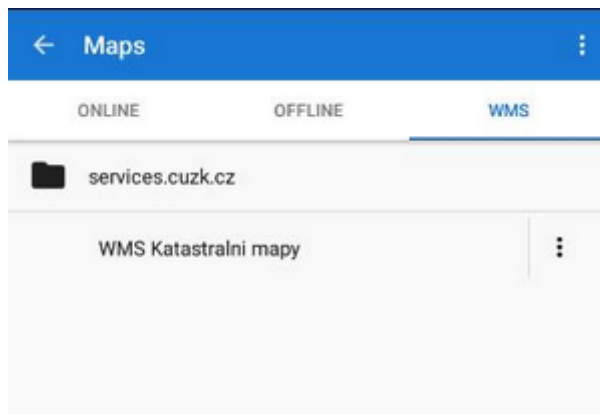 Maps
ONLINE OFFLINE WMS
services.cuzk.cz
WMS Katastralni mapy